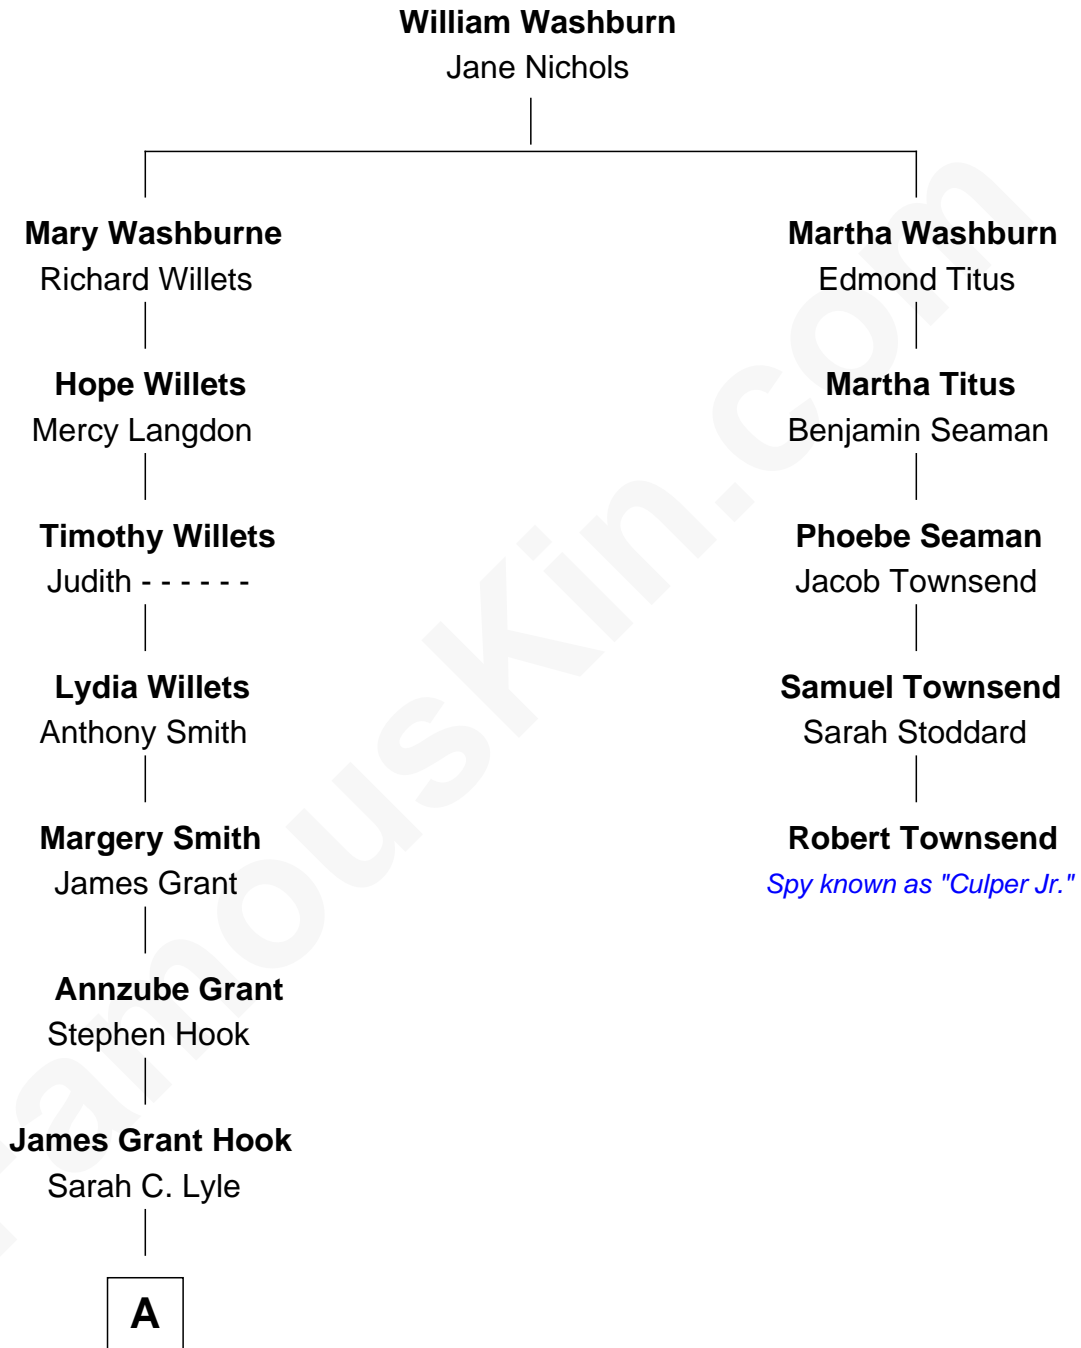 William Washburn
Jane Nichols
Mary Washburne
Richard Willets
Hope Willets
Mercy Langdon
Timothy Willets
Judith - - - - - -
Lydia Willets
Anthony Smith
Margery Smith
James Grant
Annzube Grant
Stephen Hook
James Grant Hook
Sarah C. Lyle
A
Martha Washburn
Edmond Titus
Martha Titus
Benjamin Seaman
Phoebe Seaman
Jacob Townsend
Samuel Townsend
Sarah Stoddard
Robert Townsend
Spy known as "Culper Jr."
FamousKin.com